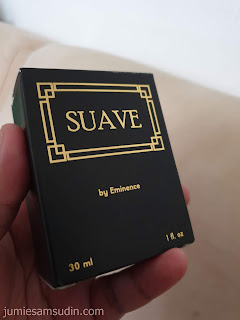 SUAVE
by Eminence
30 ml
1 fl. oz
jumiesamsudin.com